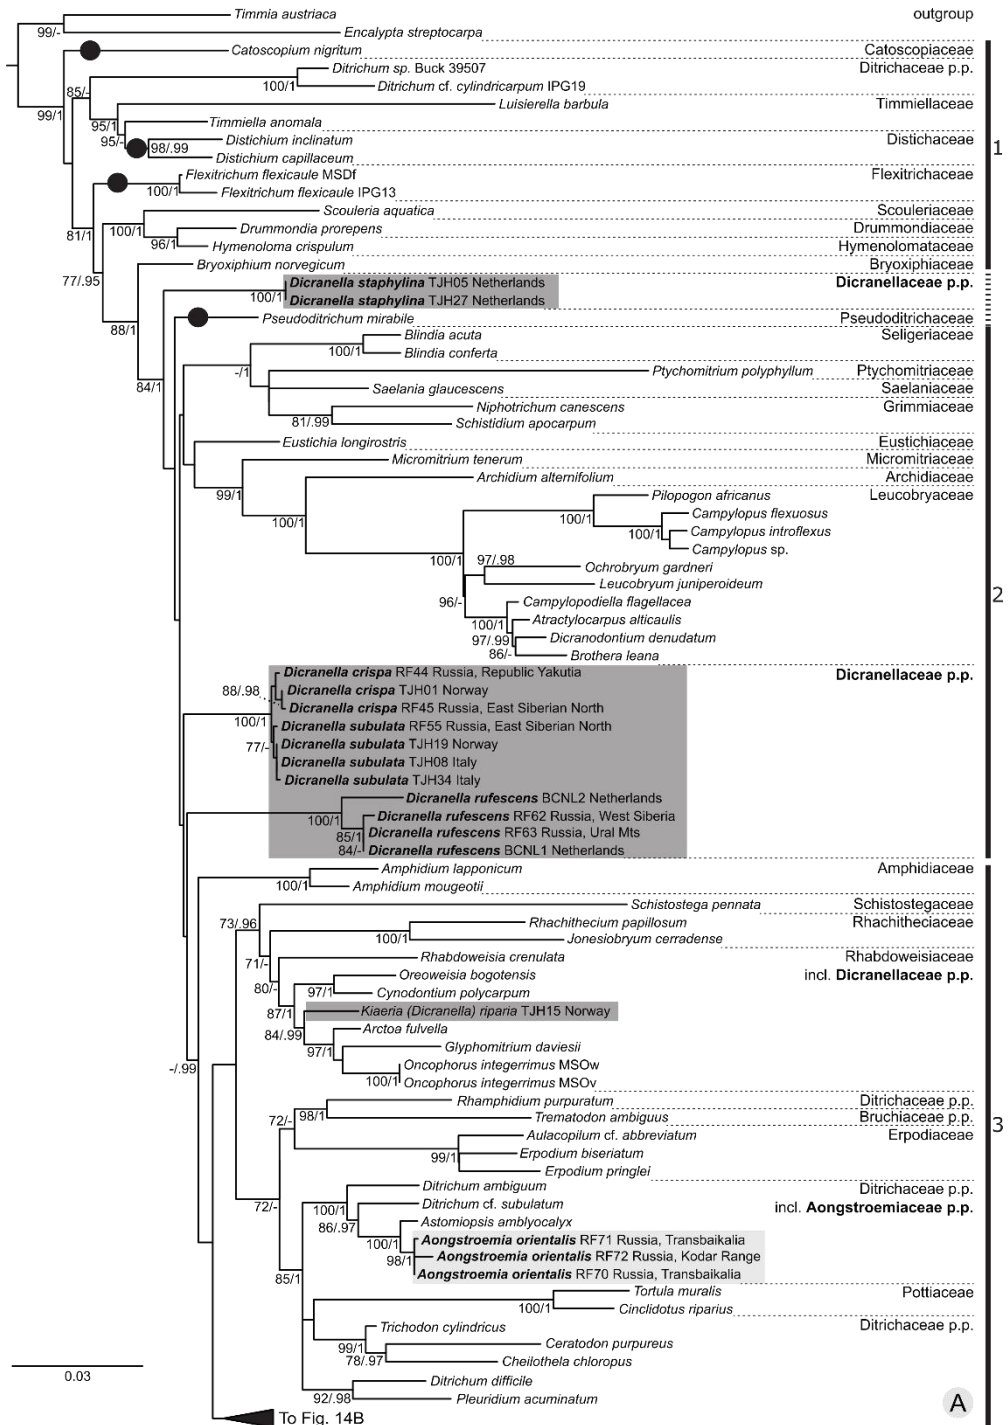 Timmia austriaca outgroup
99/-
Encalypta streptocarpa
Catoscopium nigritum Catoscopiaceae
Ditrichum sp. Buck 39507 Ditrichaceae p.p.
85/-
100/1 Ditrichum cf. cylindricarpum IPG19
99/1
Luisierella barbula Timmiellaceae
95/1
Timmiella anomala
95/-
Distichium inclinatum Distichaceae
98/.99
1
Distichium capillaceum
Flexitrichum flexicaule MSDf Flexitrichaceae
100/1 Flexitrichum flexicaule IPG13
Scouleria aquatica Scouleriaceae
81/1 100/1
Drummondia prorepens Drummondiaceae
96/1 Hymenoloma crispulum Hymenolomataceae
Bryoxiphium norvegicum Bryoxiphiaceae
77/.95
Dicranella staphylina TJH05 Netherlands Dicranellaceae p.p.
100/1 Dicranella staphylina TJH27 Netherlands
Pseudoditrichum mirabile Pseudoditrichaceae
88/1
Blindia acuta Seligeriaceae
100/1 Blindia conferta
-/1
Ptychomitrium polyphyllum Ptychomitriaceae
84/1
Saelania glaucescens Saelaniaceae
Niphotrichum canescens Grimmiaceae
81/.99 Schistidium apocarpum
Eustichia longirostris Eustichiaceae
Micromitrium tenerum Micromitriaceae
Archidium alternifolium Archidiaceae
99/1
Pilopogon africanus Leucobryaceae
Campylopus flexuosus
100/1 100/1
Campylopus introflexus
100/1 Campylopus sp.
97/.98
Ochrobryum gardneri
Leucobryum juniperoideum
2
96/-
Campylopodiella flagellacea
100/1 Atractylocarpus alticaulis
97/.99 Dicranodontium denudatum
86/- Brothera leana
Dicranella crispa RF44 Russia, Republic Yakutia Dicranellaceae p.p.
88/.98 Dicranella crispa TJH01 Norway
Dicranella crispa RF45 Russia, East Siberian North
100/1
Dicranella subulata RF55 Russia, East Siberian North
77/- Dicranella subulata TJH19 Norway
Dicranella subulata TJH08 Italy
Dicranella subulata TJH34 Italy
Dicranella rufescens BCNL2 Netherlands
100/1 Dicranella rufescens RF62 Russia, West Siberia
85/1 Dicranella rufescens RF63 Russia, Ural Mts
84/- Dicranella rufescens BCNL1 Netherlands
Amphidium lapponicum Amphidiaceae
100/1 Amphidium mougeotii
Schistostega pennata Schistostegaceae
73/.96
Rhachithecium papillosum Rhachitheciaceae
100/1 Jonesiobryum cerradense
71/-
Rhabdoweisia crenulata Rhabdoweisiaceae
80/- Oreoweisia bogotensis incl. Dicranellaceae p.p.
97/1 Cynodontium polycarpum
87/1 Kiaeria (Dicranella) riparia TJH15 Norway
84/.99 Arctoa fulvella
97/1 Glyphomitrium daviesii
Oncophorus integerrimus MSOw
-/.99
100/1 Oncophorus integerrimus MSOv
Rhamphidium purpuratum Ditrichaceae p.p.
72/- 98/1 Trematodon ambiguus Bruchiaceae p.p.
3
Aulacopilum cf. abbreviatum Erpodiaceae
99/1 Erpodium biseriatum
Erpodium pringlei
Ditrichum ambiguum Ditrichaceae p.p.
72/- 100/1 Ditrichum cf. subulatum incl. Aongstroemiaceae p.p.
86/.97 Astomiopsis amblyocalyx
100/1 Aongstroemia orientalis RF71 Russia, Transbaikalia
98/1 Aongstroemia orientalis RF72 Russia, Kodar Range
85/1 Aongstroemia orientalis RF70 Russia, Transbaikalia
Tortula muralis Pottiaceae
100/1 Cinclidotus riparius
Trichodon cylindricus Ditrichaceae p.p.
99/1 Ceratodon purpureus
78/.97 Cheilothela chloropus
0.03
Ditrichum difficile
92/.98 Pleuridium acuminatum
A
To Fig. 14B